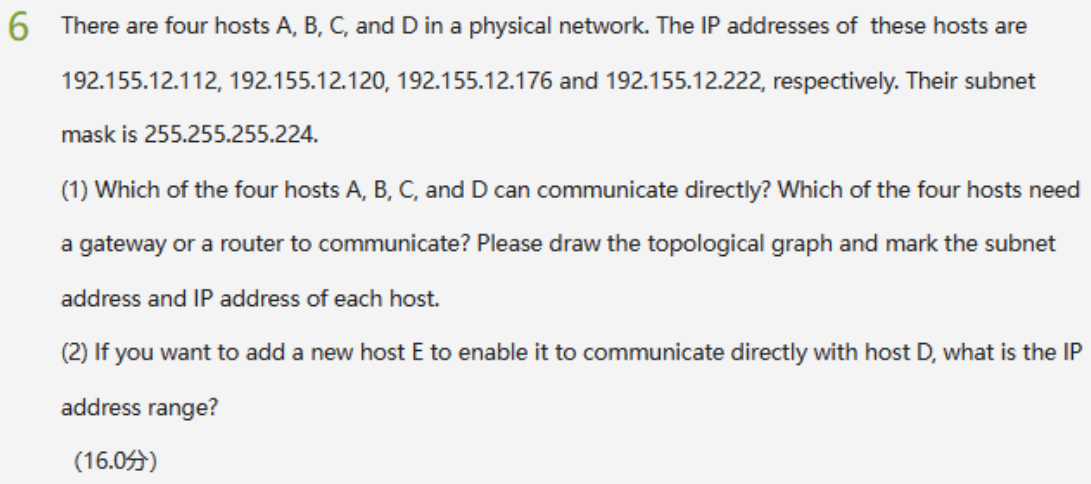 6 There are four hosts A, B, C, and D in a physical network. The IP addresses of these hosts are
192.155.12.112, 192.155.12.120, 192.155.12.176 and 192.155.12.222, respectively. Their subnet
mask is 255.255.255.224.
(1) Which of the four hosts A, B, C, and D can communicate directly? Which of the four hosts need
a gateway or a router to communicate? Please draw the topological graph and mark the subnet
address and IP address of each host.
(2) If you want to add a new host E to enable it to communicate directly with host D, what is the IP
address range?
(16.0分)